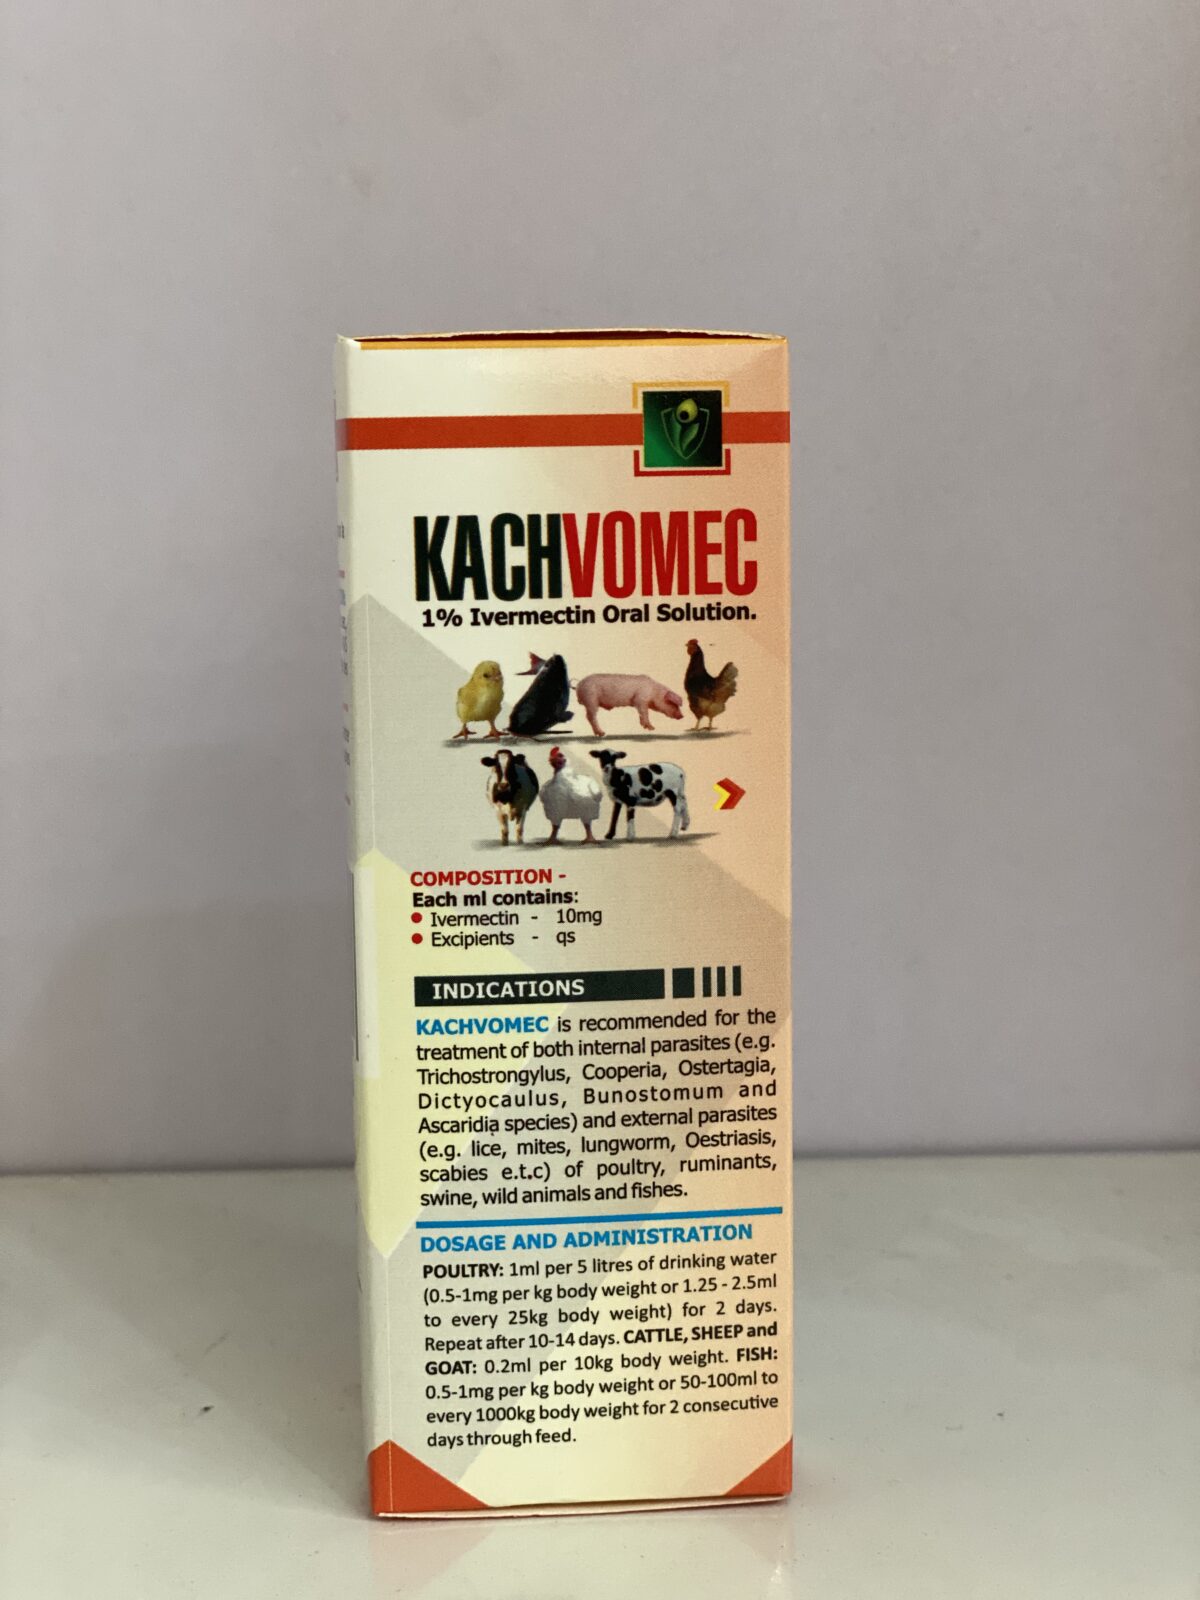 KACHVOMEC
1% Ivermectin Oral Solution.
COMPOSITION -
Each ml contains:
● Ivermectin - 10mg
● Excipients - qs
INDICATIONS
KACHVOMEC is recommended for the
treatment of both internal parasites (e.g.
Trichostrongylus, Cooperia, Ostertagia,
Dictyocaulus, Bunostomum and
Ascaridia species) and external parasites
(e.g. lice, mites, lungworm, Oestriasis,
scabies e.t.c) of poultry, ruminants,
swine, wild animals and fishes.
DOSAGE AND ADMINISTRATION
POULTRY: 1ml per 5 litres of drinking water
(0.5-1mg per kg body weight or 1.25 - 2.5ml
to every 25kg body weight) for 2 days.
Repeat after 10-14 days. CATTLE, SHEEP and
GOAT: 0.2ml per 10kg body weight. FISH:
0.5-1mg per kg body weight or 50-100ml to
every 1000kg body weight for 2 consecutive
days through feed.